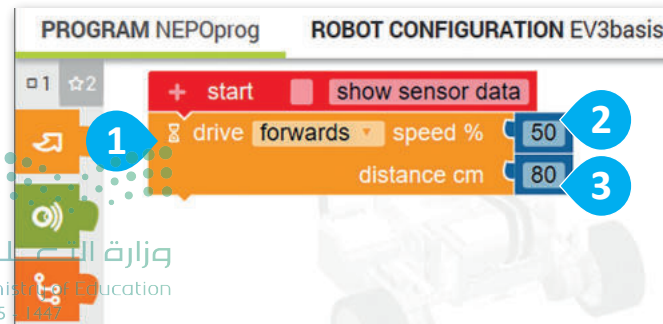 PROGRAM NEPOprog ROBOT CONFIGURATION EV3basis
1 2
+ start show sensor data
1 drive forwards speed % 50 2
distance cm 80 3
وزارة
Education
1447